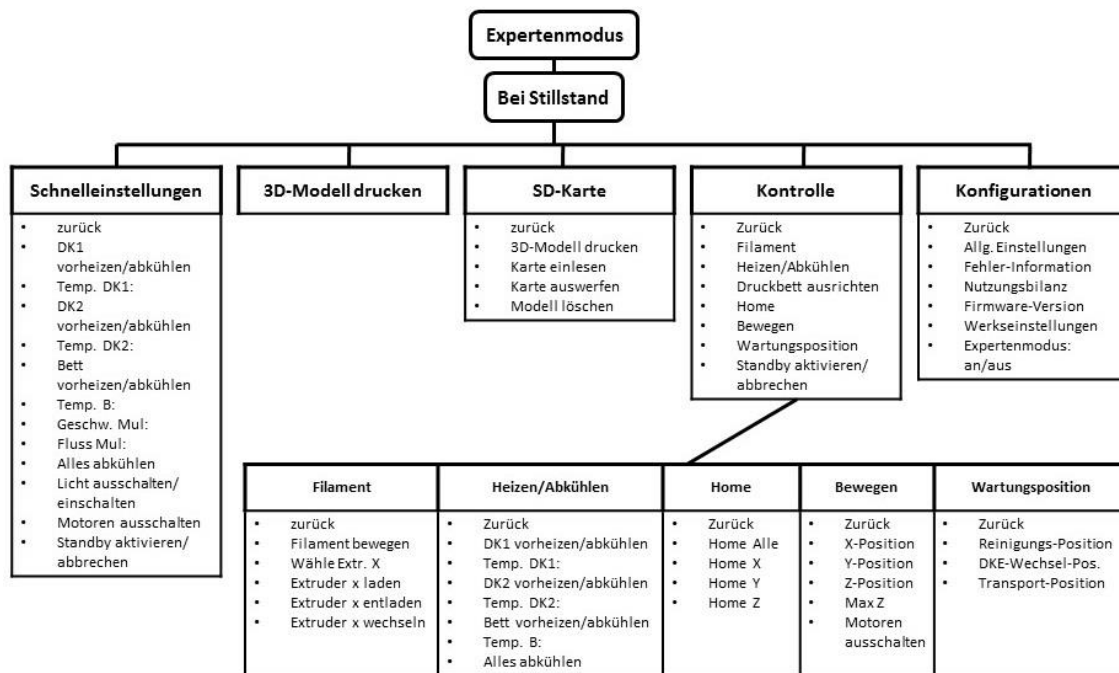 Expertenmodus
Bei Stillstand
Schnelleinstellungen
• zurück
• DK1
vorheizen/abkühlen
• Temp. DK1:
• DK2
vorheizen/abkühlen
• Temp. DK2:
• Bett
vorheizen/abkühlen
• Temp. B:
• Geschw. Mul:
• Fluss Mul:
• Alles abkühlen
• Licht ausschalten/
einschalten
• Motoren ausschalten
• Standby aktivieren/
abbrechen
3D-Modell drucken
SD-Karte
• zurück
• 3D-Modell drucken
• Karte einlesen
• Karte auswerfen
• Modell löschen
Kontrolle
• Zurück
• Filament
• Heizen/Abkühlen
• Druckbett ausrichten
• Home
• Bewegen
• Wartungsposition
• Standby aktivieren/
abbrechen
Konfigurationen
• Zurück
• Allg. Einstellungen
• Fehler-Information
• Nutzungsbilanz
• Firmware-Version
• Werkseinstellungen
• Expertenmodus:
an/aus
Filament
• zurück
• Filament bewegen
• Wähle Extr. X
• Extruder x laden
• Extruder x entladen
• Extruder x wechseln
Heizen/Abkühlen
• Zurück
• DK1 vorheizen/abkühlen
• Temp. DK1:
• DK2 vorheizen/abkühlen
• Temp. DK2:
• Bett vorheizen/abkühlen
• Temp. B:
• Alles abkühlen
Home
• Zurück
• Home Alle
• Home X
• Home Y
• Home Z
Bewegen
• Zurück
• X-Position
• Y-Position
• Z-Position
• Max Z
• Motoren
ausschalten
Wartungsposition
• Zurück
• Reinigungs-Position
• DKE-Wechsel-Pos.
• Transport-Position